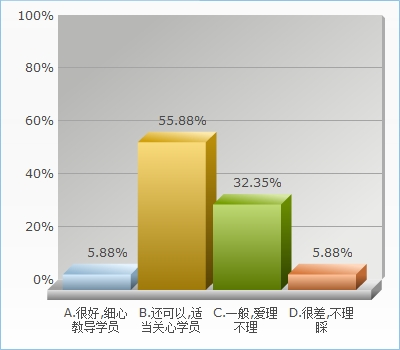 100%
80%
60%
40%
20%
0%
5.88%
55.88%
32.35%
5.88%
A.很好,细心
教导学员
B.还可以,适
当关心学员
C.一般,爱理
不理
D.很差,不理
睬